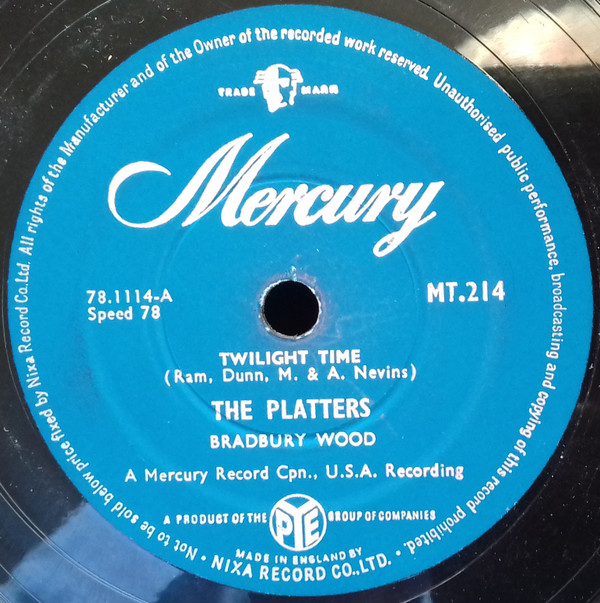 All rights of the Manufacturer and of the Owner of the recorded work reserved. Unauthorised public performance, broadcasting and copying of this record prohibited.
TRADE MARK
Mercury
78.1114-A
Speed 78
MT.214
TWILIGHT TIME
(Ram, Dunn, M. & A. Nevins)
THE PLATTERS
BRADBURY WOOD
A Mercury Record Cpn., U.S.A. Recording
A PRODUCT OF THE PYE GROUP OF COMPANIES
MADE IN ENGLAND BY
• NIXA RECORD CO., LTD. •
Not to be sold below price fixed by Nixa Record Co. Ltd.